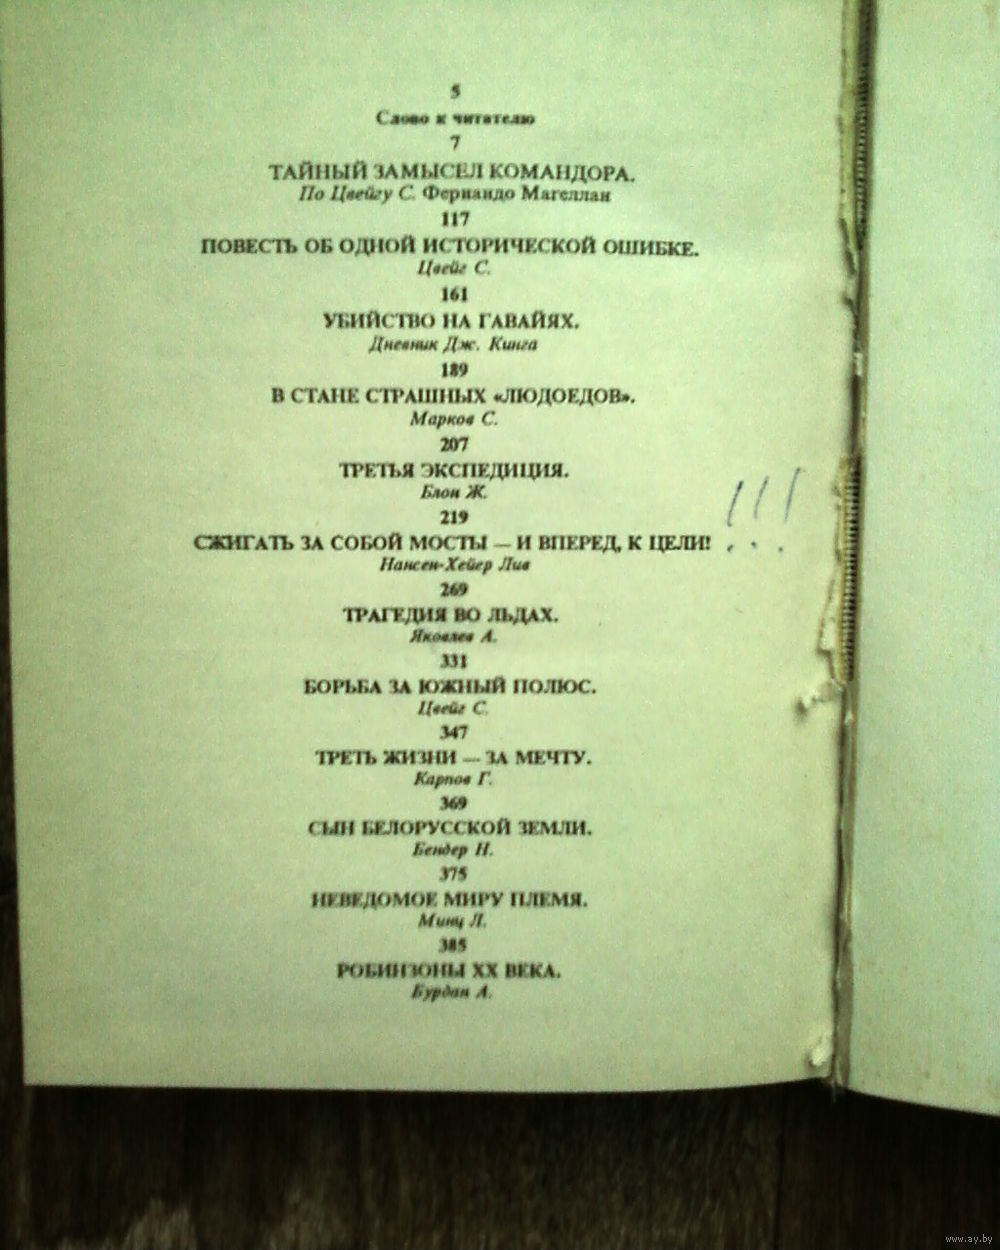 5
Слово к читателю
7
ТАЙНЫЙ ЗАМЫСЕЛ КОМАНДОРА.
По Цвейгу С. Фернандо Магеллан
117
ПОВЕСТЬ ОБ ОДНОЙ ИСТОРИЧЕСКОЙ ОШИБКЕ.
Цвейг С.
161
УБИЙСТВО НА ГАВАЙЯХ.
Дневник Дж. Кинга
189
В СТАНЕ СТРАШНЫХ «ЛЮДОЕДОВ».
Марков С.
207
ТРЕТЬЯ ЭКСПЕДИЦИЯ.
Блон Ж.
219
СЖИГАТЬ ЗА СОБОЙ МОСТЫ — И ВПЕРЕД, К ЦЕЛИ! !!!
Нансен-Хейер Лив
269
ТРАГЕДИЯ ВО ЛЬДАХ.
Яковлев А.
331
БОРЬБА ЗА ЮЖНЫЙ ПОЛЮС.
Цвейг С.
347
ТРЕТЬ ЖИЗНИ — ЗА МЕЧТУ.
Карпов Г.
369
СЫН БЕЛОРУССКОЙ ЗЕМЛИ.
Бендер Н.
375
НЕВЕДОМОЕ МИРУ ПЛЕМЯ.
Минц Л.
385
РОБИНЗОНЫ XX ВЕКА.
Бурдан А.
www.ay.by